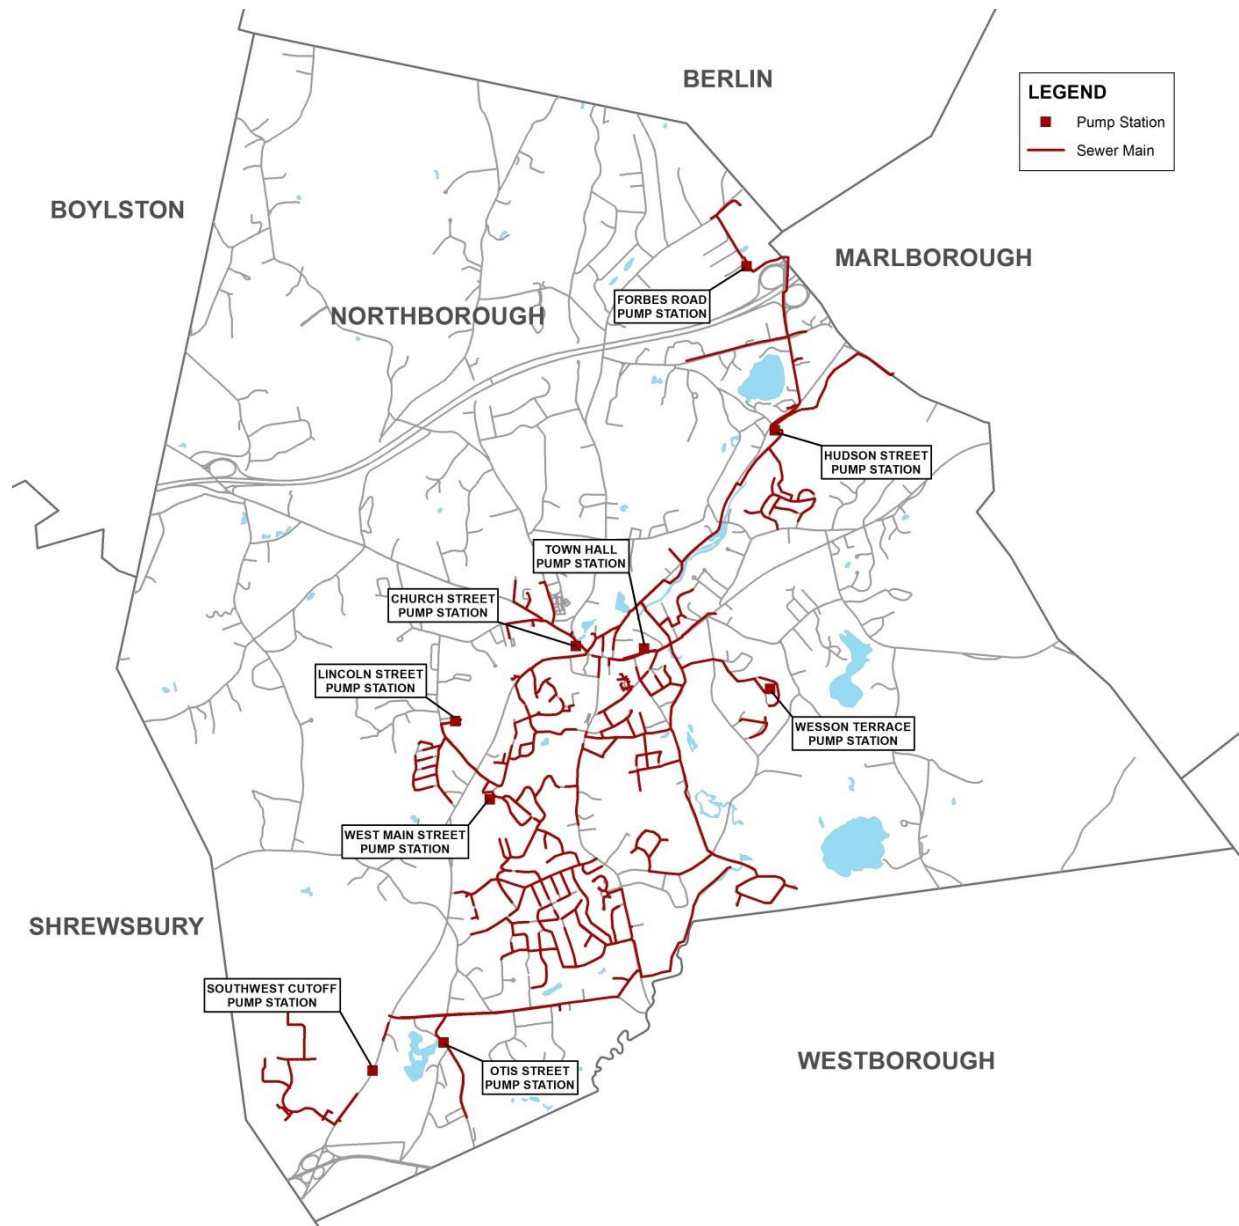 BERLIN
LEGEND
Pump Station
Sewer Main
BOYLSTON
MARLBOROUGH
FORBES ROAD
PUMP STATION
NORTHBOROUGH
HUDSON STREET
PUMP STATION
TOWN HALL
PUMP STATION
CHURCH STREET
PUMP STATION
LINCOLN STREET
PUMP STATION
WESSON TERRACE
PUMP STATION
WEST MAIN STREET
PUMP STATION
SHREWSBURY
SOUTHWEST CUTOFF
PUMP STATION
WESTBOROUGH
OTIS STREET
PUMP STATION